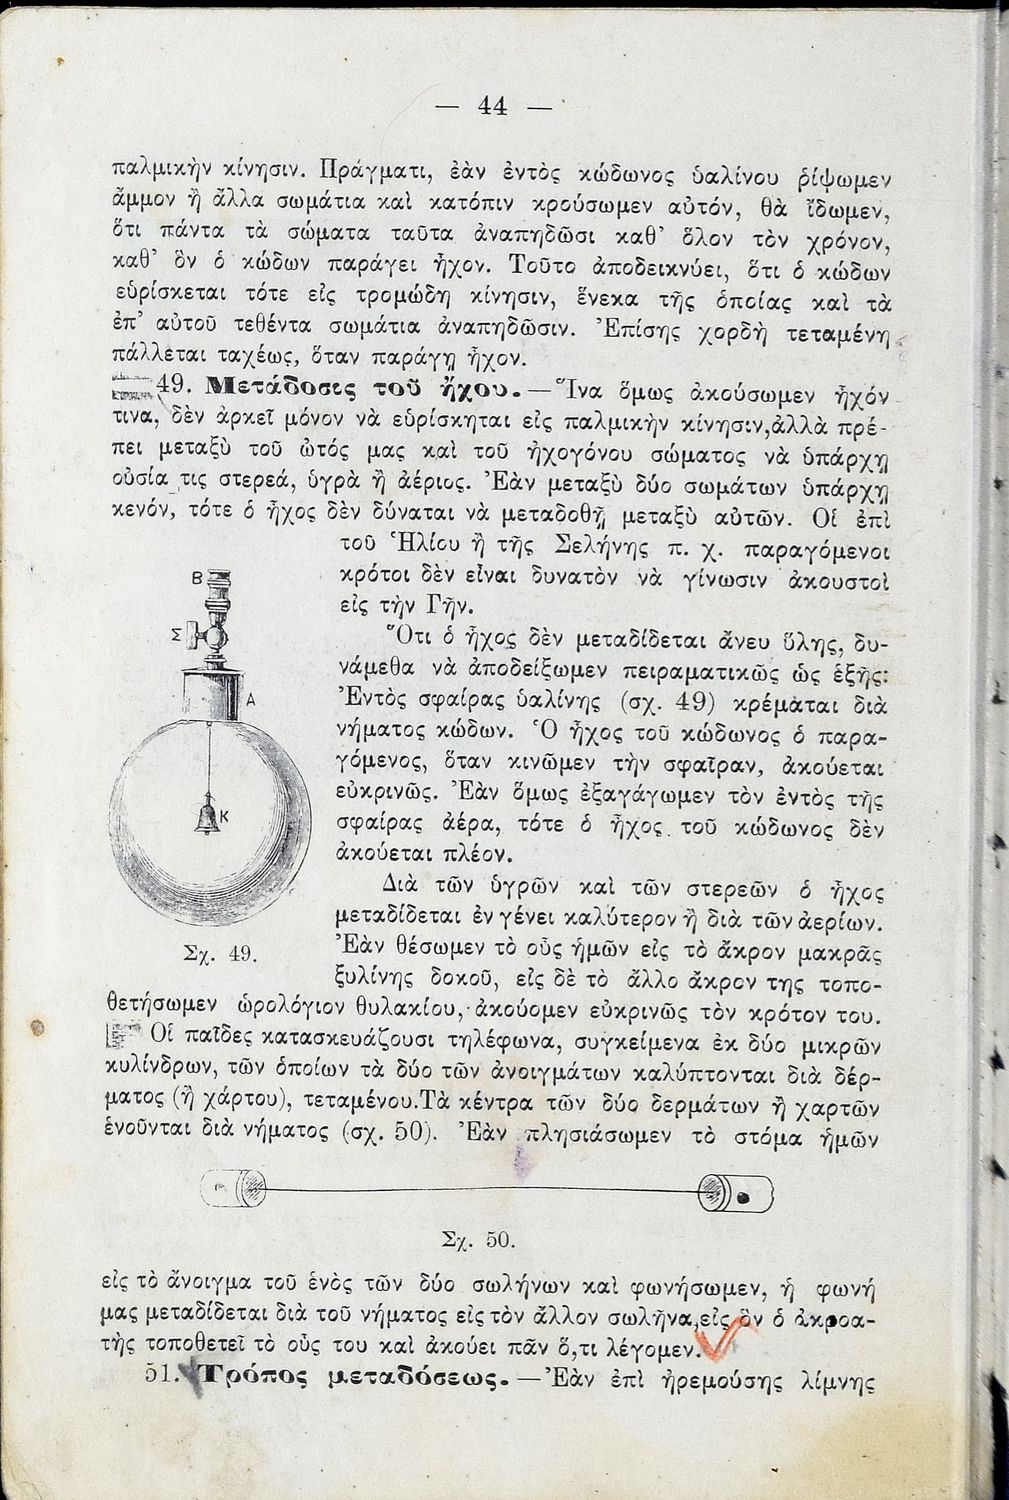 — 44 —
παλμικὴν κίνησιν. Πράγματι, ἐὰν ἐντὸς κώδωνος ὑαλίνου ῥίψωμεν
ἄμμον ἢ ἄλλα σωμάτια καὶ κατόπιν κρούσωμεν αὐτόν, θὰ ἴδωμεν,
ὅτι πάντα τὰ σώματα ταῦτα ἀναπηδῶσι καθ’ ὅλον τὸν χρόνον,
καθ’ ὃν ὁ κώδων παράγει ἦχον. Τοῦτο ἀποδεικνύει, ὅτι ὁ κώδων
εὑρίσκεται τότε εἰς τρομώδη κίνησιν, ἕνεκα τῆς ὁποίας καὶ τὰ
ἐπ’ αὐτοῦ τεθέντα σωμάτια ἀναπηδῶσιν. Ἐπίσης χορδὴ τεταμένη
πάλλεται ταχέως, ὅταν παράγῃ ἦχον.
49. Μετάδοσις τοῦ ἤχου. — Ἵνα ὅμως ἀκούσωμεν ἦχόν
τινα, δὲν ἀρκεῖ μόνον νὰ εὑρίσκηται εἰς παλμικὴν κίνησιν, ἀλλὰ πρέ-
πει μεταξὺ τοῦ ὠτός μας καὶ τοῦ ἠχογόνου σώματος νὰ ὑπάρχῃ
οὐσία τις στερεά, ὑγρὰ ἢ ἀέριος. Ἐὰν μεταξὺ δύο σωμάτων ὑπάρχῃ
κενόν, τότε ὁ ἦχος δὲν δύναται νὰ μεταδοθῇ μεταξὺ αὐτῶν. Οἱ ἐπὶ
τοῦ Ἡλίου ἢ τῆς Σελήνης π. χ. παραγόμενοι
κρότοι δὲν εἶναι δυνατὸν νὰ γίνωσιν ἀκουστοὶ
εἰς τὴν Γῆν.
Ὅτι ὁ ἦχος δὲν μεταδίδεται ἄνευ ὕλης, δυ-
νάμεθα νὰ ἀποδείξωμεν πειραματικῶς ὡς ἑξῆς:
Ἐντὸς σφαίρας ὑαλίνης (σχ. 49) κρέμαται διὰ
νήματος κώδων. Ὁ ἦχος τοῦ κώδωνος ὁ παρα-
γόμενος, ὅταν κινῶμεν τὴν σφαῖραν, ἀκούεται
εὐκρινῶς. Ἐὰν ὅμως ἐξαγάγωμεν τὸν ἐντὸς τῆς
σφαίρας ἀέρα, τότε ὁ ἦχος τοῦ κώδωνος δὲν
ἀκούεται πλέον.
Β
Σ
Α
Κ
Σχ. 49.
Διὰ τῶν ὑγρῶν καὶ τῶν στερεῶν ὁ ἦχος
μεταδίδεται ἐν γένει καλύτερον ἢ διὰ τῶν ἀερίων.
Ἐὰν θέσωμεν τὸ οὖς ἡμῶν εἰς τὸ ἄκρον μακρᾶς
ξυλίνης δοκοῦ, εἰς δὲ τὸ ἄλλο ἄκρον της τοπο-
θετήσωμεν ὡρολόγιον θυλακίου, ἀκούομεν εὐκρινῶς τὸν κρότον του.
Οἱ παῖδες κατασκευάζουσι τηλέφωνα, συγκείμενα ἐκ δύο μικρῶν
κυλίνδρων, τῶν ὁποίων τὰ δύο τῶν ἀνοιγμάτων καλύπτονται διὰ δέρ-
ματος (ἢ χάρτου), τεταμένου. Τὰ κέντρα τῶν δύο δερμάτων ἢ χαρτῶν
ἑνοῦνται διὰ νήματος (σχ. 50). Ἐὰν πλησιάσωμεν τὸ στόμα ἡμῶν
Σχ. 50.
εἰς τὸ ἄνοιγμα τοῦ ἑνὸς τῶν δύο σωλήνων καὶ φωνήσωμεν, ἡ φωνή
μας μεταδίδεται διὰ τοῦ νήματος εἰς τὸν ἄλλον σωλῆνα, εἰς ὃν ὁ ἀκροα-
τὴς τοποθετεῖ τὸ οὖς του καὶ ἀκούει πᾶν ὅ,τι λέγομεν.
51. Τρόπος μεταδόσεως. — Ἐὰν ἐπὶ ἠρεμούσης λίμνης